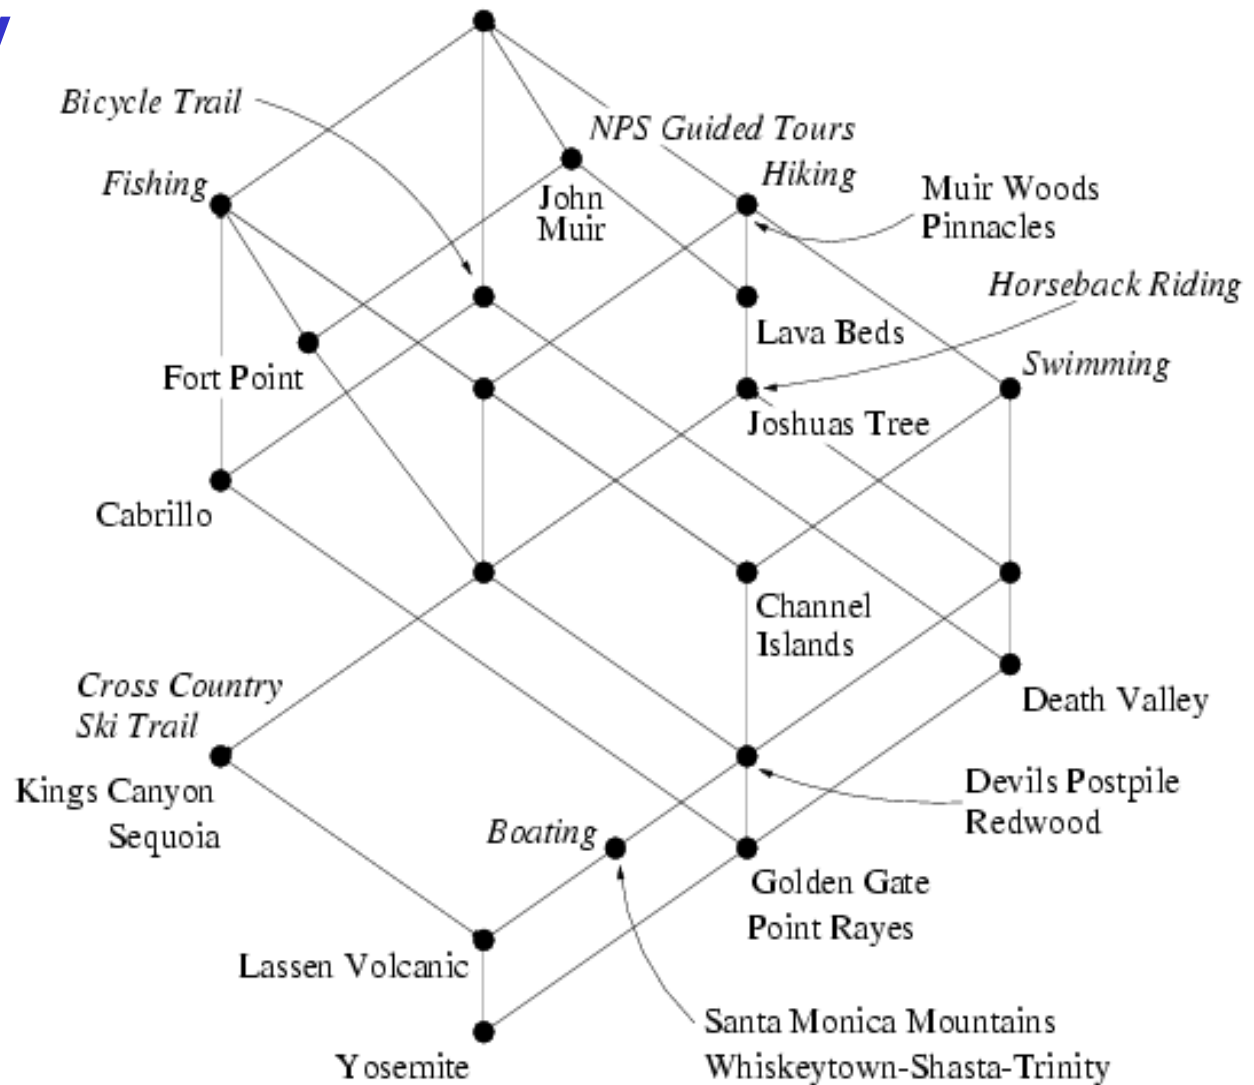 Bicycle Trail
NPS Guided Tours
Fishing
Hiking
John
Muir
Muir Woods
Pinnacles
Horseback Riding
Lava Beds
Fort Point
Swimming
Joshuas Tree
Cabrillo
Channel
Islands
Cross Country
Ski Trail
Death Valley
Kings Canyon
Sequoia
Devils Postpile
Redwood
Boating
Golden Gate
Point Rayes
Lassen Volcanic
Santa Monica Mountains
Whiskeytown-Shasta-Trinity
Yosemite